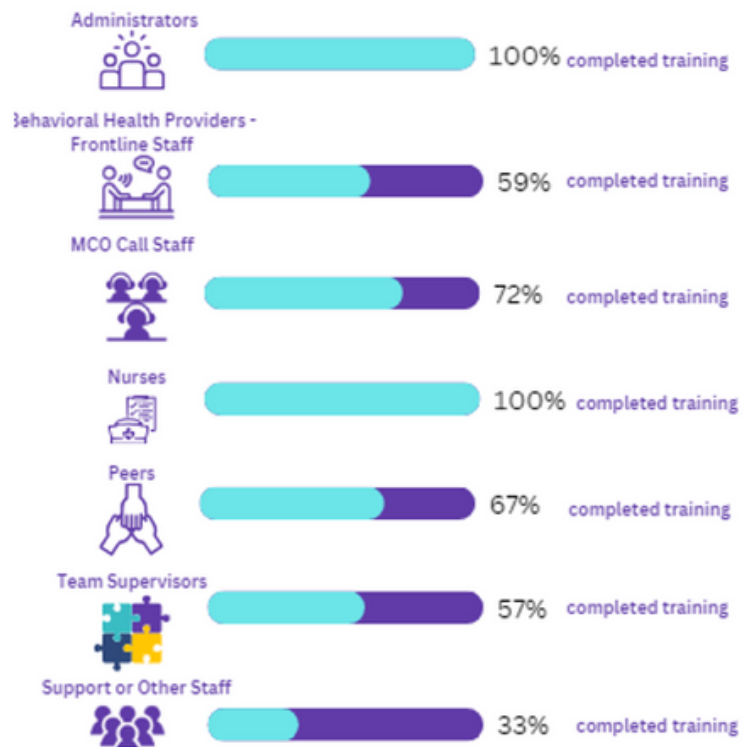 Administrators
100% completed training
Behavioral Health Providers -
Frontline Staff
59% completed training
MCO Call Staff
72% completed training
Nurses
100% completed training
Peers
67% completed training
Team Supervisors
57% completed training
Support or Other Staff
33% completed training